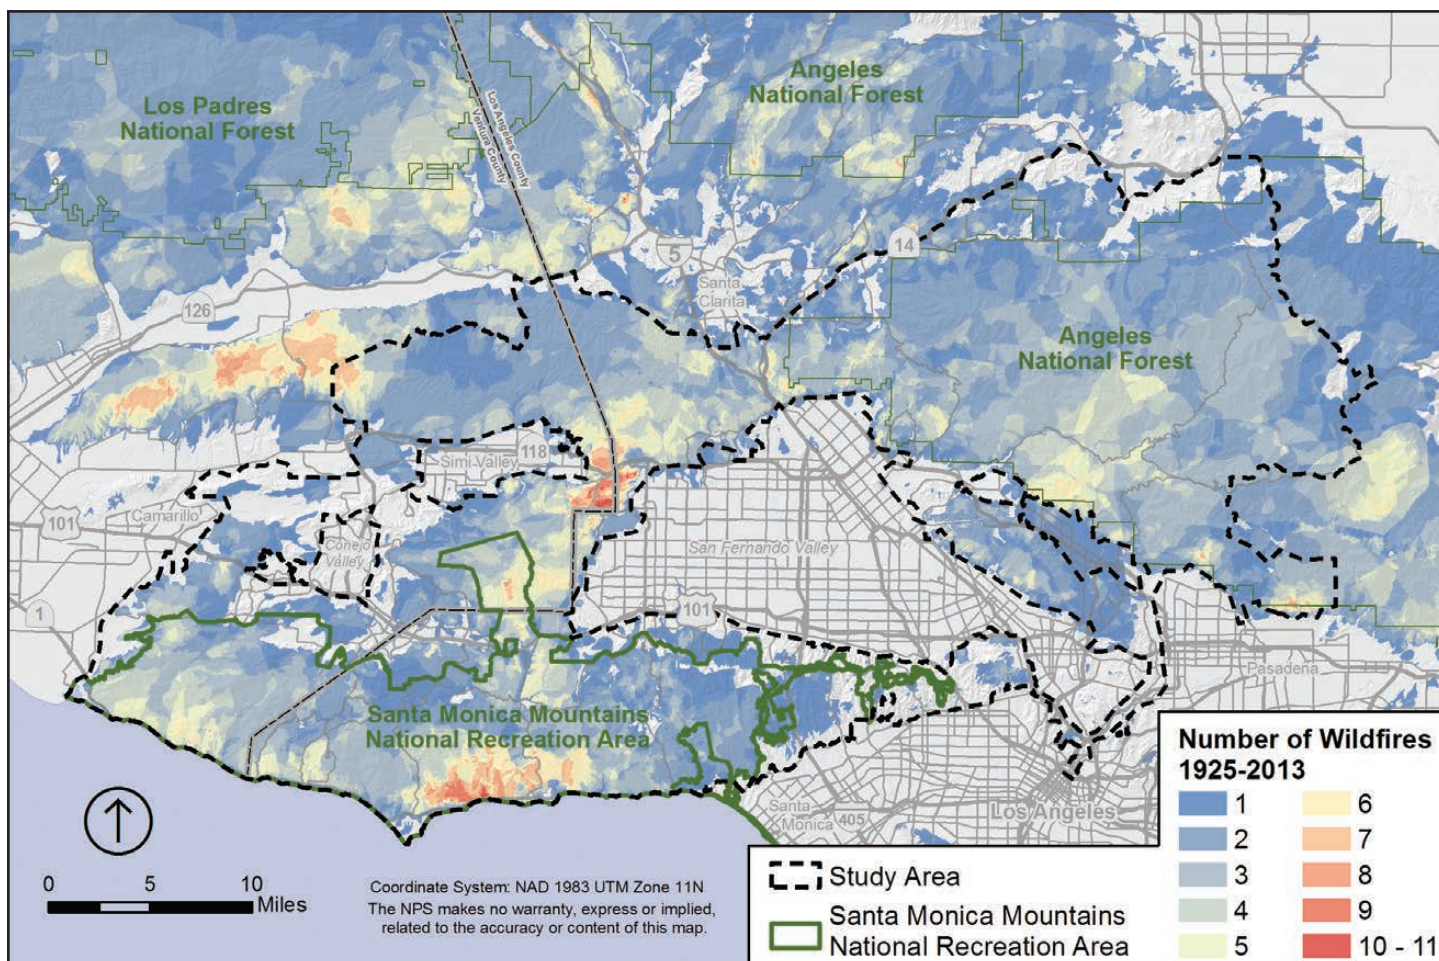 Los Padres
National Forest
Los Angeles County
Ventura County
Angeles
National Forest
5
14
Santa
Clarita
126
Angeles
National Forest
Simi Valley
118
101
Camarillo
Conejo
Valley
San Fernando Valley
1
101
Pasadena
Santa Monica Mountains
National Recreation Area
Santa
Monica
405
Los Angeles
0 5 10
Miles
Coordinate System: NAD 1983 UTM Zone 11N
The NPS makes no warranty, express or implied,
related to the accuracy or content of this map.
Study Area
Santa Monica Mountains
National Recreation Area
Number of Wildfires
1925-2013
1 6
2 7
3 8
4 9
5 10 - 11